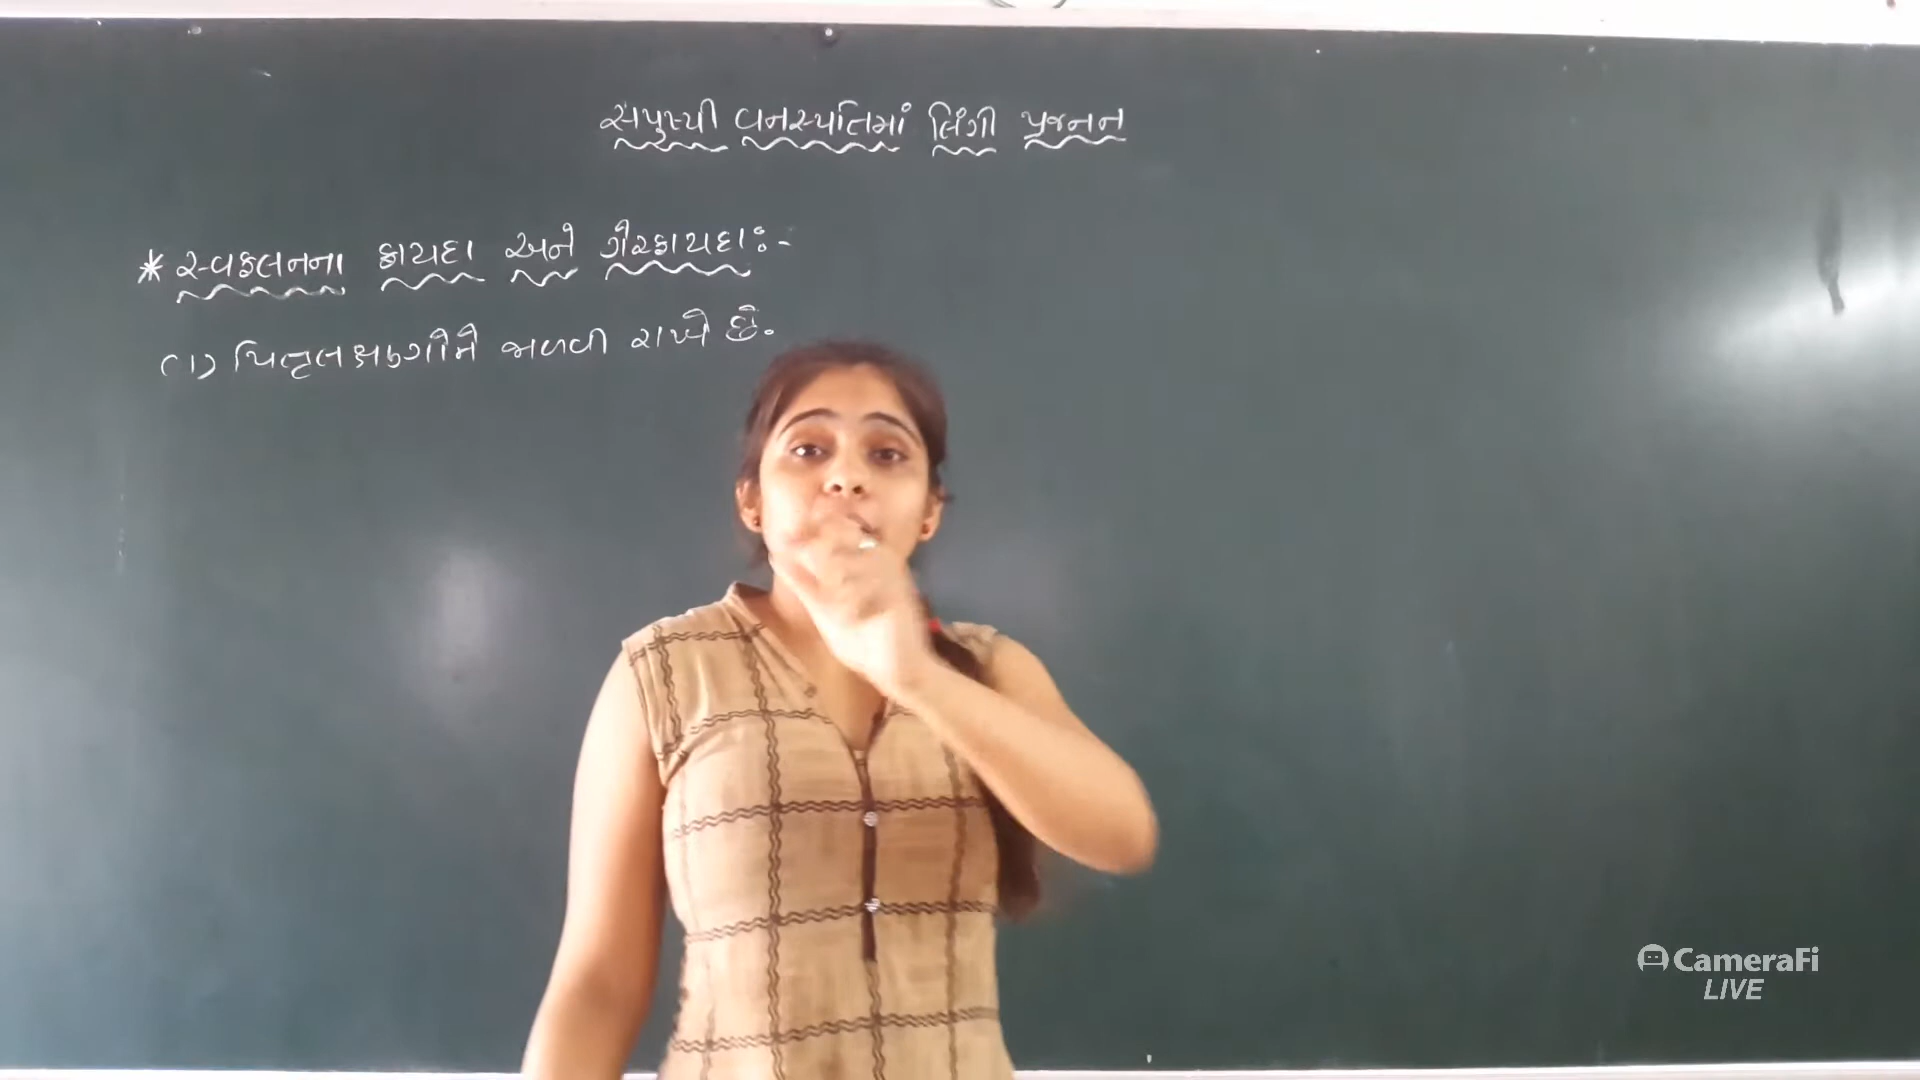 સપુષ્પી વનસ્પતિમાં લિંગી પ્રજનન
* સ્વફલનના ફાયદા અને ગેરફાયદા :-
(1) પિતૃલક્ષણોને જાળવી રાખે છે.
CameraFi
LIVE